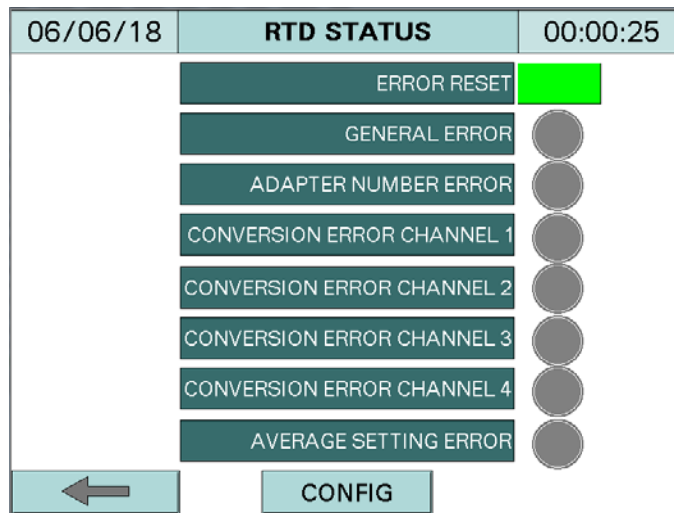 06/06/18 RTD STATUS 00:00:25
ERROR RESET
GENERAL ERROR
ADAPTER NUMBER ERROR
CONVERSION ERROR CHANNEL 1
CONVERSION ERROR CHANNEL 2
CONVERSION ERROR CHANNEL 3
CONVERSION ERROR CHANNEL 4
AVERAGE SETTING ERROR
CONFIG